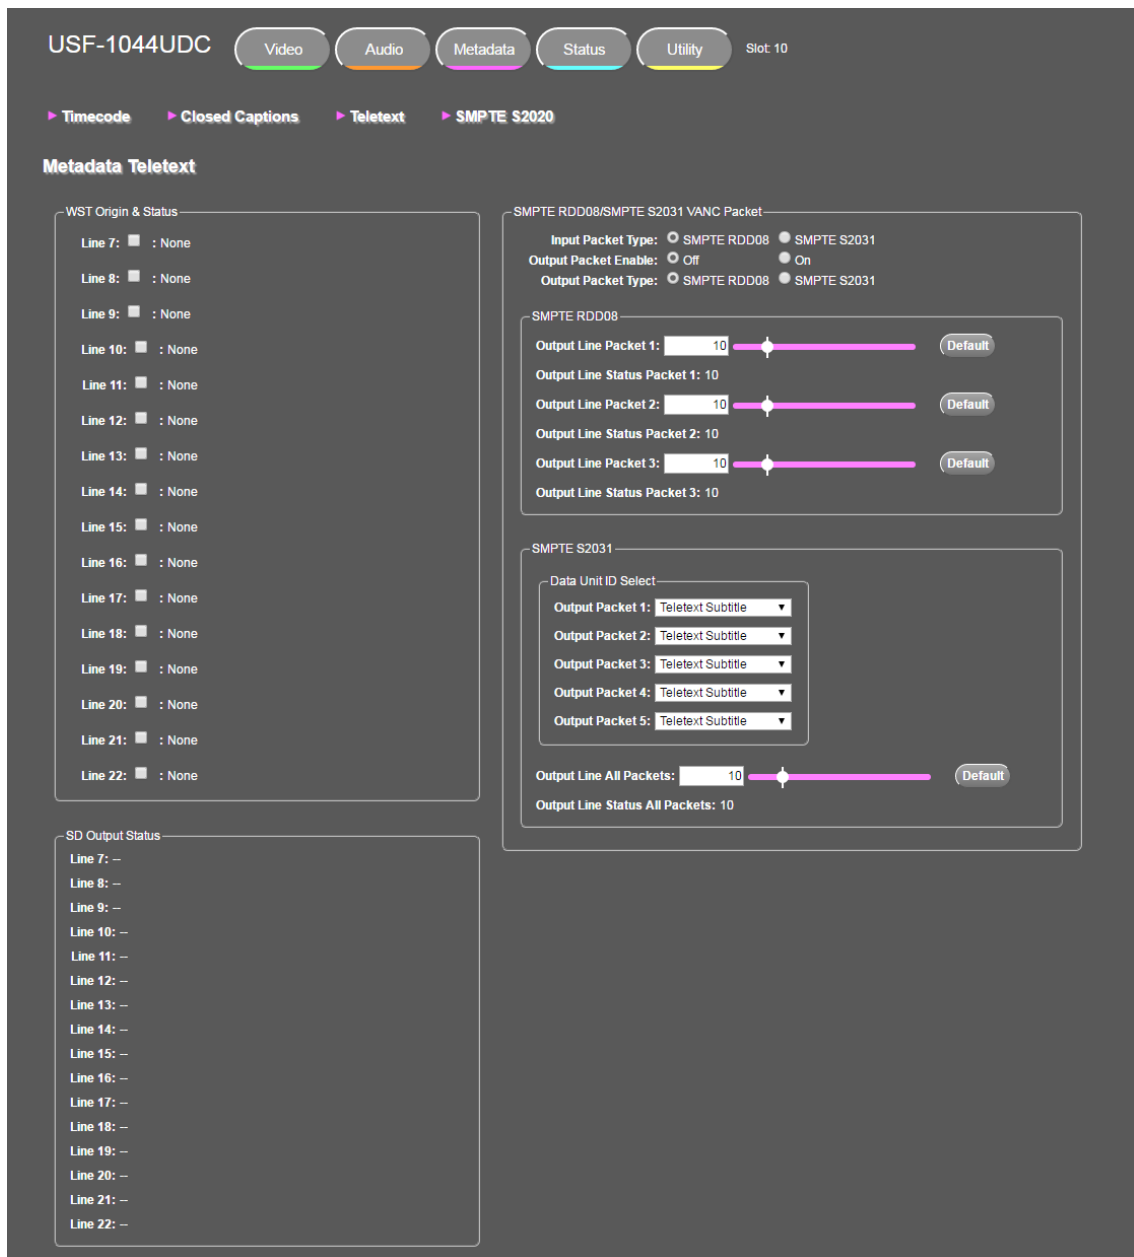 USF-1044UDC Video Audio Metadata Status Utility Slot: 10
Timecode Closed Captions Teletext SMPTE S2020
Metadada Teletext
WST Origin & Status
Line 7: : None
Line 8: : None
Line 9: : None
Line 10: : None
Line 11: : None
Line 12: : None
Line 13: : None
Line 14: : None
Line 15: : None
Line 16: : None
Line 17: : None
Line 18: : None
Line 19: : None
Line 20: : None
Line 21: : None
Line 22: : None
SD Output Status
Line 7: --
Line 8: --
Line 9: --
Line 10: --
Line 11: --
Line 12: --
Line 13: --
Line 14: --
Line 15: --
Line 16: --
Line 17: --
Line 18: --
Line 19: --
Line 20: --
Line 21: --
Line 22: --
SMPTE RDD08/SMPTE S2031 VANC Packet
Input Packet Type: SMPTE RDD08 SMPTE S2031
Output Packet Enable: Off On
Output Packet Type: SMPTE RDD08 SMPTE S2031
SMPTE RDD08
Output Line Packet 1: 10 Default
Output Line Status Packet 1: 10
Output Line Packet 2: 10 Default
Output Line Status Packet 2: 10
Output Line Packet 3: 10 Default
Output Line Status Packet 3: 10
SMPTE S2031
Data Unit ID Select
Output Packet 1: Teletext Subtitle
Output Packet 2: Teletext Subtitle
Output Packet 3: Teletext Subtitle
Output Packet 4: Teletext Subtitle
Output Packet 5: Teletext Subtitle
Output Line All Packets: 10 Default
Output Line Status All Packets: 10